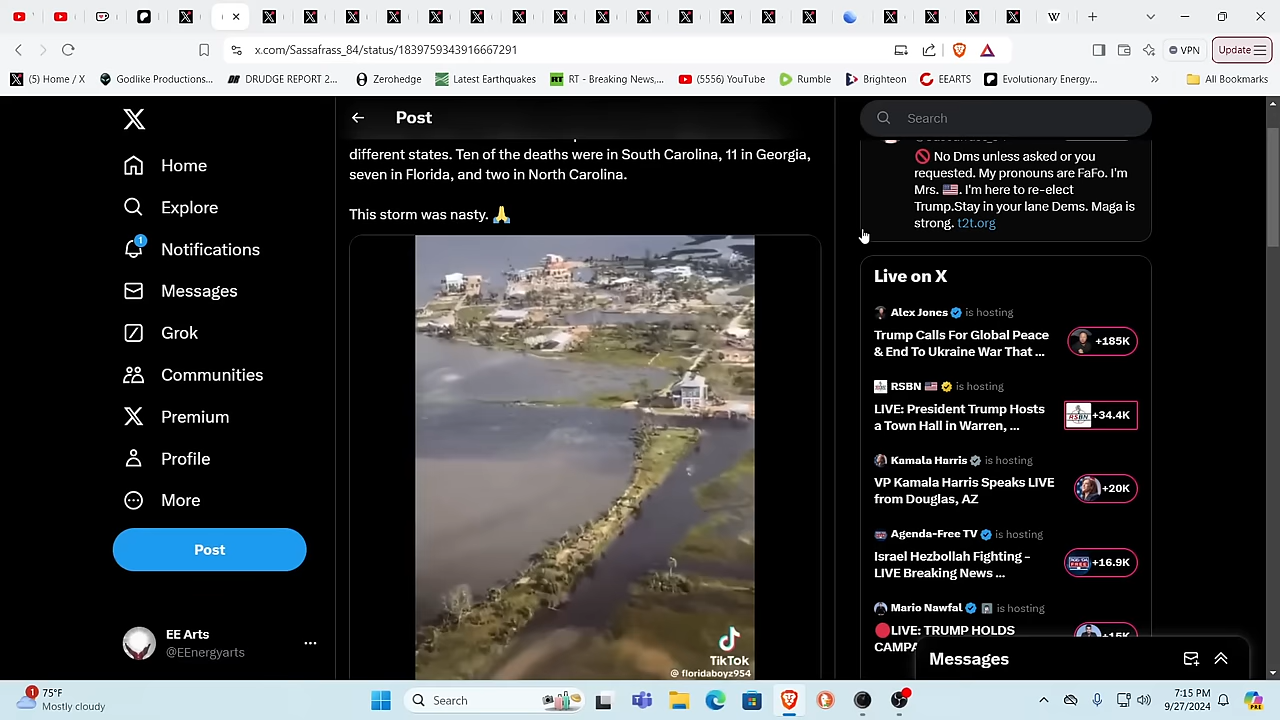 x.com/Sassafrass_84/status/1839759343916667291
VPN
Update
(5) Home / X
Godlike Productions...
DRUDGE REPORT 2...
Zerohedge
Latest Earthquakes
RT - Breaking News,...
(5556) YouTube
Rumble
Brighteon
EEARTS
Evolutionary Energy...
All Bookmarks
Home
Explore
1
Notifications
Messages
Grok
Communities
Premium
Profile
More
Post
EE Arts
@EEnergyarts
Post
different states. Ten of the deaths were in South Carolina, 11 in Georgia,
seven in Florida, and two in North Carolina.
This storm was nasty. 🙏
TikTok
@ floridaboyz954
Search
🚫 No Dms unless asked or you
requested. My pronouns are FaFo. I'm
Mrs. 🇺🇸. I'm here to re-elect
Trump.Stay in your lane Dems. Maga is
strong. t2t.org
Live on X
Alex Jones is hosting
Trump Calls For Global Peace
& End To Ukraine War That ...
+185K
RSBN 🇺🇸 is hosting
LIVE: President Trump Hosts
a Town Hall in Warren, ...
+34.4K
Kamala Harris is hosting
VP Kamala Harris Speaks LIVE
from Douglas, AZ
+20K
Agenda-Free TV is hosting
Israel Hezbollah Fighting –
LIVE Breaking News ...
+16.9K
Mario Nawfal is hosting
🔴LIVE: TRUMP HOLDS
+15K
Messages
1
75°F
Mostly cloudy
Search
7:15 PM
9/27/2024
PRE